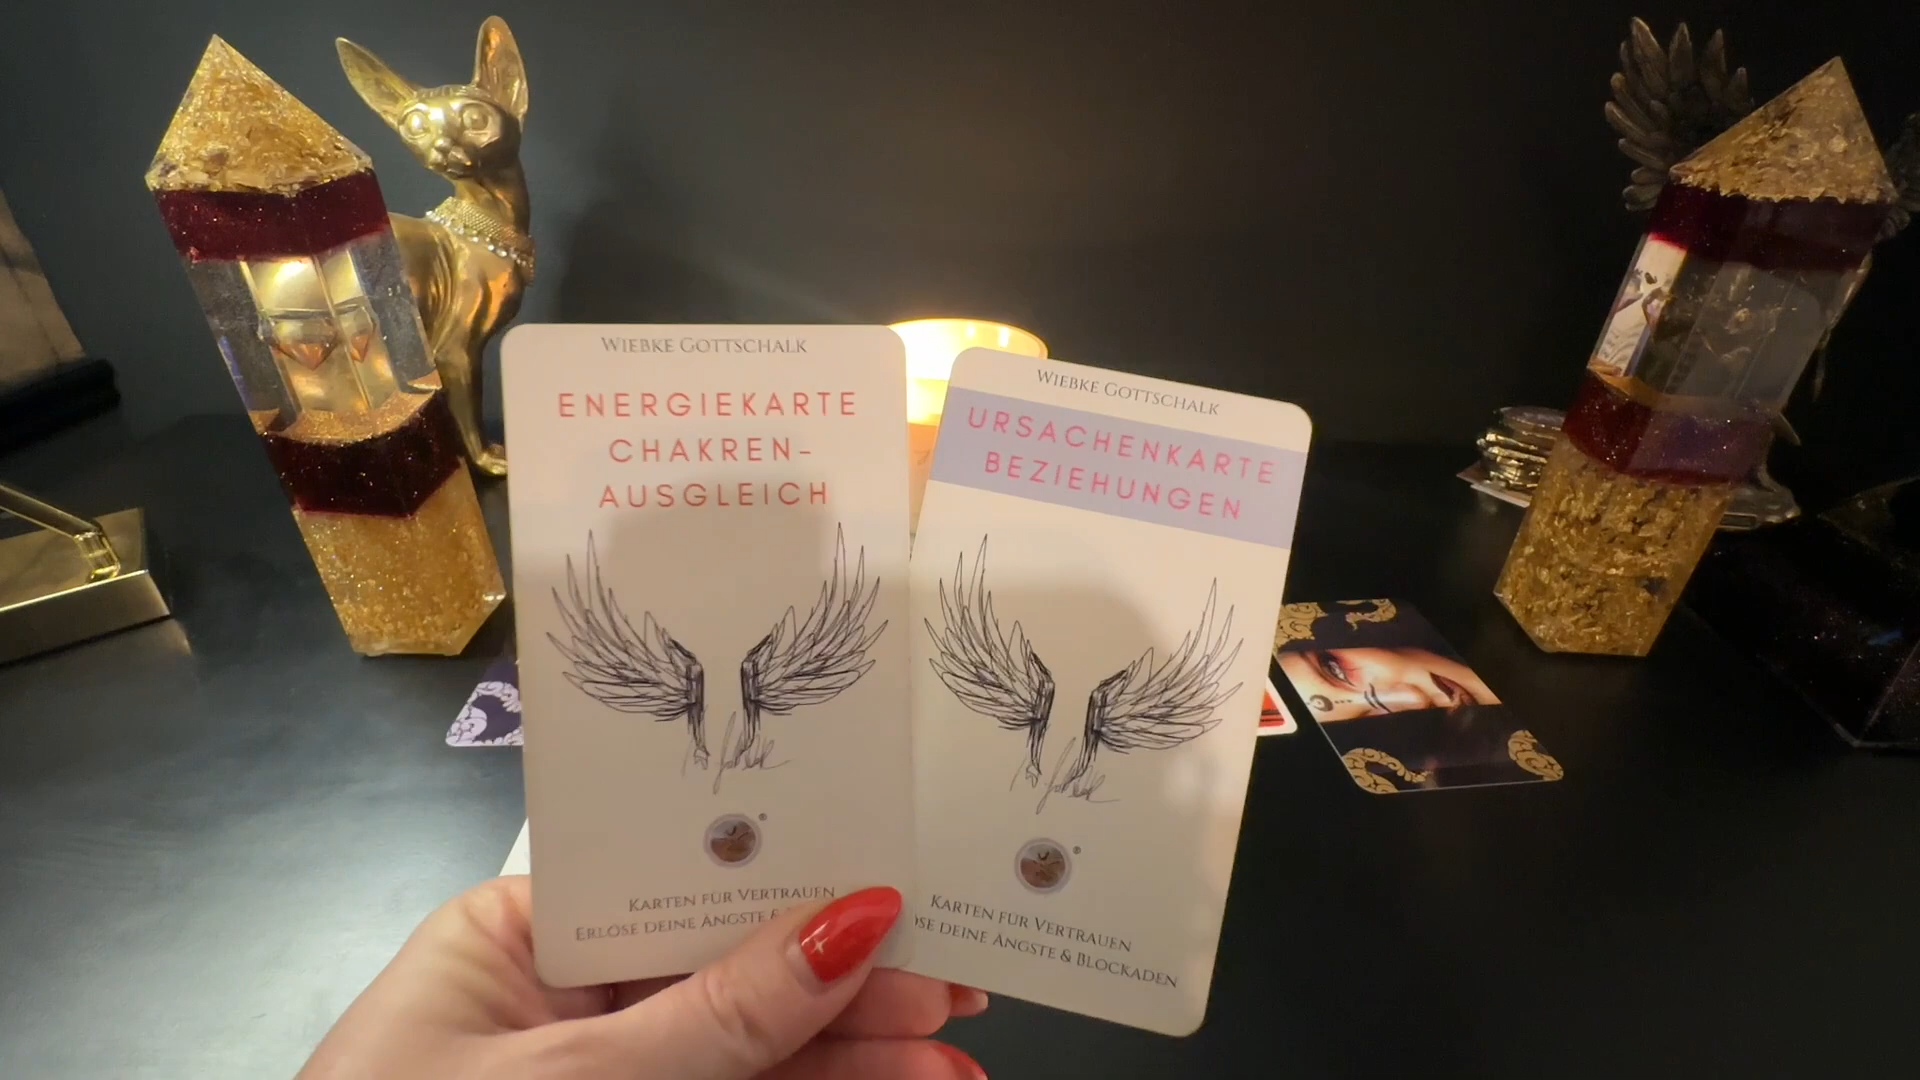 WIEBKE GOTTSCHALK
ENERGIEKARTE
CHAKREN-
AUSGLEICH
KARTEN FÜR VERTRAUEN
ERLÖSE DEINE ÄNGSTE &
WIEBKE GOTTSCHALK
URSACHENKARTE
BEZIEHUNGEN
KARTEN FÜR VERTRAUEN
DEINE ÄNGSTE & BLOCKADEN